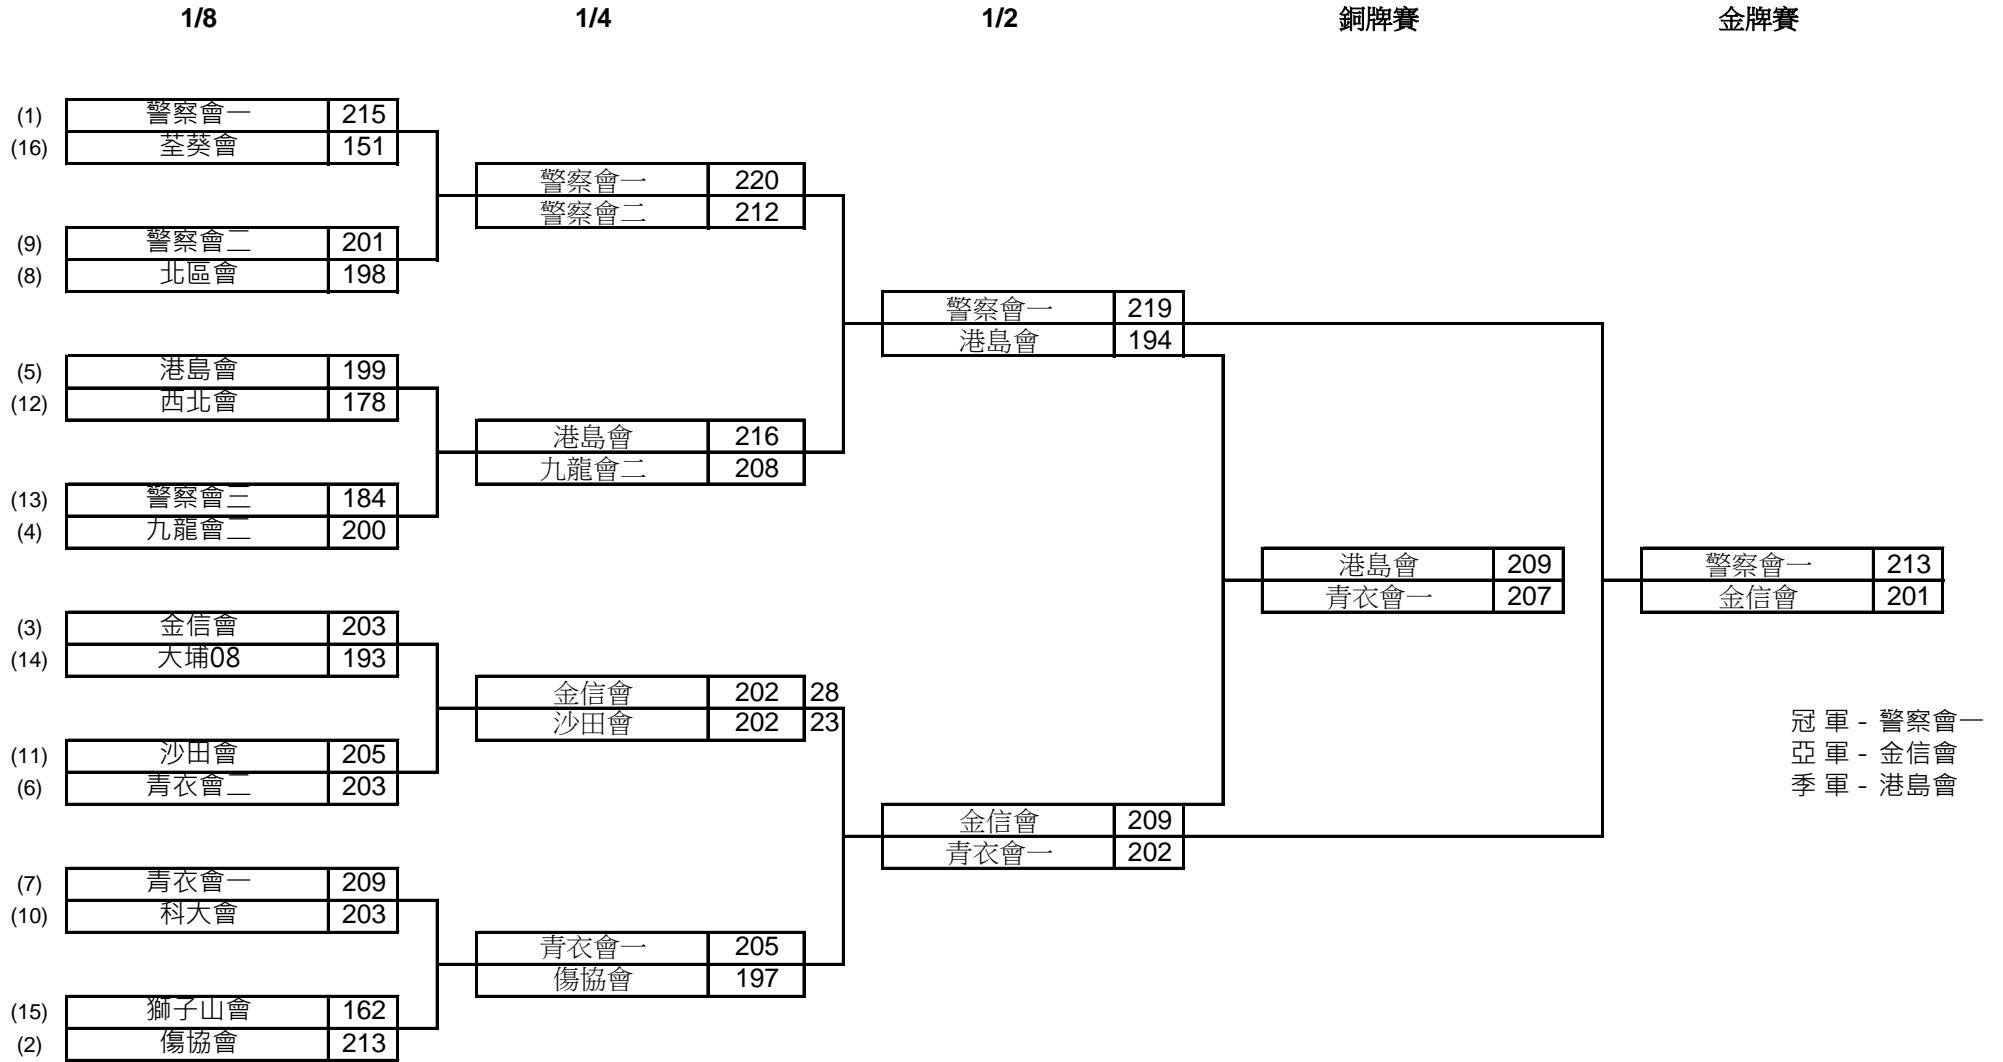 1/8 1/4 1/2 銅牌賽 金牌賽
(1) 警察會一 215
(16) 荃葵會 151
警察會一 220
警察會二 212
(9) 警察會二 201
(8) 北區會 198
警察會一 219
港島會 194
(5) 港島會 199
(12) 西北會 178
港島會 216
九龍會二 208
(13) 警察會三 184
(4) 九龍會二 200
港島會 209 警察會一 213
青衣會一 207 金信會 201
(3) 金信會 203
(14) 大埔08 193
金信會 202 28
沙田會 202 23
冠 軍 - 警察會一
亞 軍 - 金信會
季 軍 - 港島會
(11) 沙田會 205
(6) 青衣會二 203
金信會 209
青衣會一 202
(7) 青衣會一 209
(10) 科大會 203
青衣會一 205
傷協會 197
(15) 獅子山會 162
(2) 傷協會 213